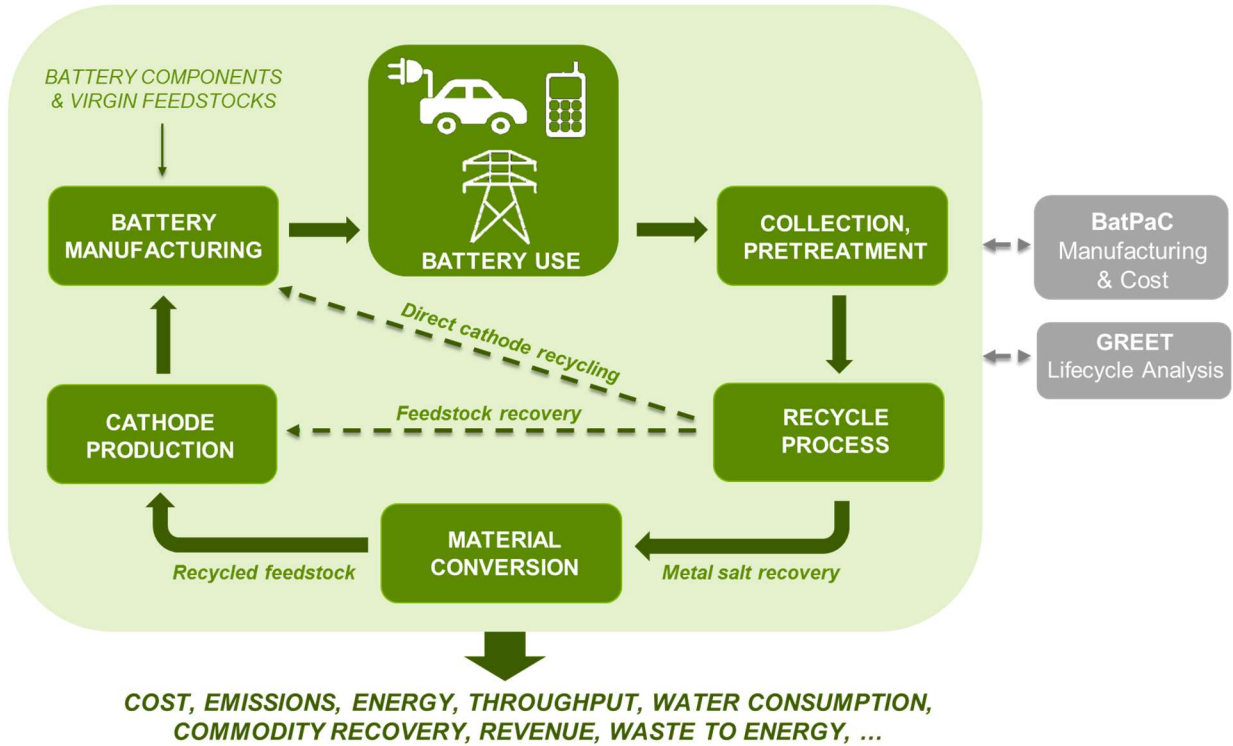 BATTERY COMPONENTS
& VIRGIN FEEDSTOCKS
BATTERY
MANUFACTURING
BATTERY USE
COLLECTION,
PRETREATMENT
BatPaC
Manufacturing
& Cost
GREET
Lifecycle Analysis
Direct cathode recycling
Feedstock recovery
CATHODE
PRODUCTION
RECYCLE
PROCESS
MATERIAL
CONVERSION
Recycled feedstock
Metal salt recovery
COST, EMISSIONS, ENERGY, THROUGHPUT, WATER CONSUMPTION,
COMMODITY RECOVERY, REVENUE, WASTE TO ENERGY, ...